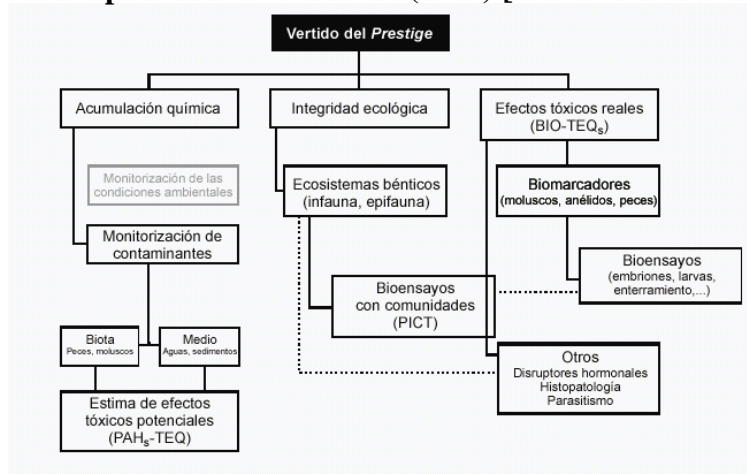 Vertido del Prestige
Acumulación química
Integridad ecológica
Efectos tóxicos reales
(BIO-TEQs)
Monitorización de las
condiciones ambientales
Ecosistemas bénticos
(infauna, epifauna)
Biomarcadores
(moluscos, anélidos, peces)
Monitorización de
contaminantes
Bioensayos
(embriones, larvas,
enterramiento,...)
Bioensayos
con comunidades
(PICT)
Biota
Peces, moluscos
Medio
Aguas, sedimentos
Otros
Disruptores hormonales
Histopatología
Parasitismo
Estima de efectos
tóxicos potenciales
(PAHs-TEQ)